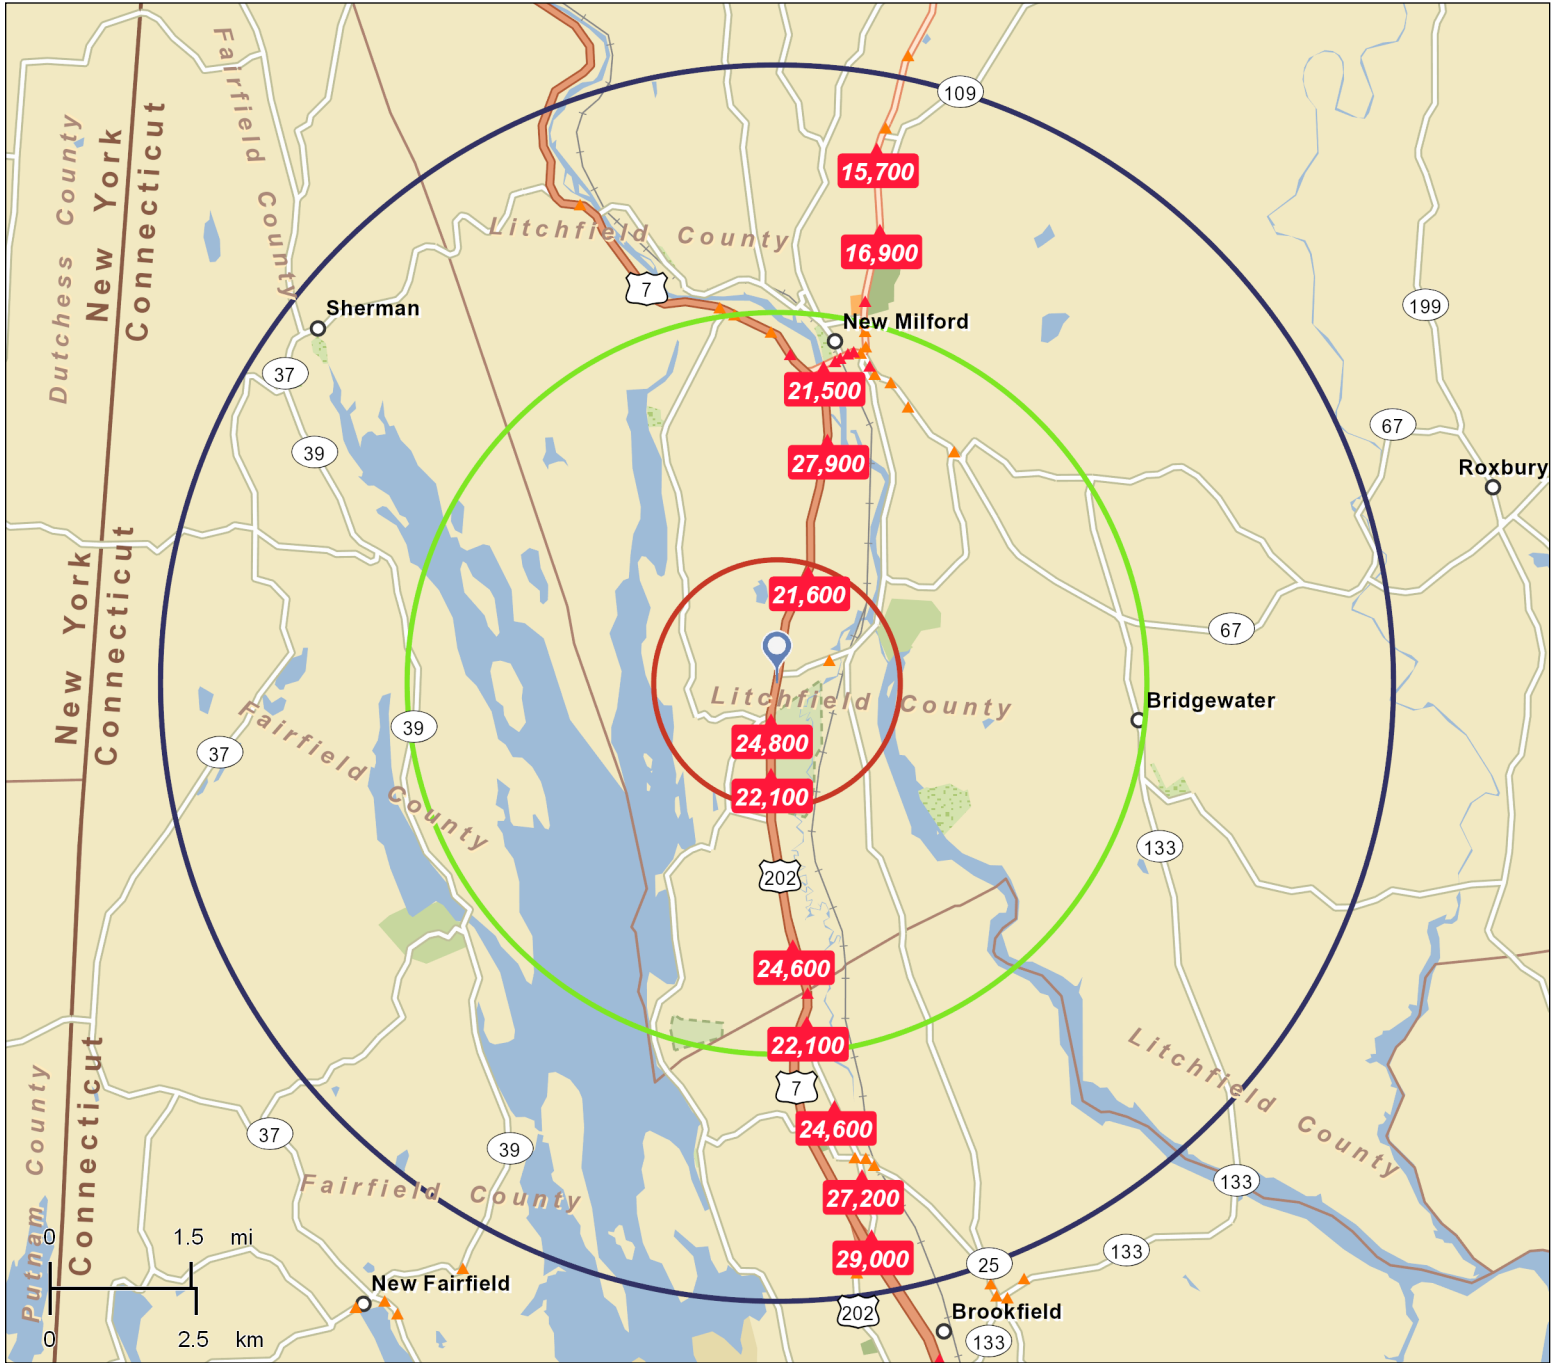 109
Fairfield County
Dutchess County
New York
Connecticut
15,700
Litchfield County
16,900
7
Sherman
199
New Milford
37
21,500
67
39
27,900
Roxbury
New York
Connecticut
21,600
67
Litchfield County
Bridgewater
39
Fairfield County
37
24,800
22,100
133
202
24,600
22,100
Litchfield County
Connecticut
Putnam County
7
24,600
37
39
Fairfield County
133
27,200
0 1.5 mi
133
29,000
25
New Fairfield
202
Brookfield
0 2.5 km
133